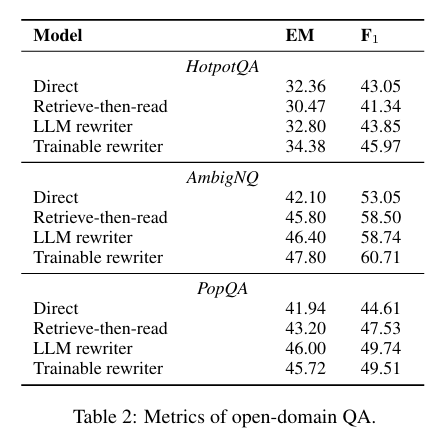 Model EM F1
HotpotQA
Direct 32.36 43.05
Retrieve-then-read 30.47 41.34
LLM rewriter 32.80 43.85
Trainable rewriter 34.38 45.97
AmbigNQ
Direct 42.10 53.05
Retrieve-then-read 45.80 58.50
LLM rewriter 46.40 58.74
Trainable rewriter 47.80 60.71
PopQA
Direct 41.94 44.61
Retrieve-then-read 43.20 47.53
LLM rewriter 46.00 49.74
Trainable rewriter 45.72 49.51
Table 2: Metrics of open-domain QA.